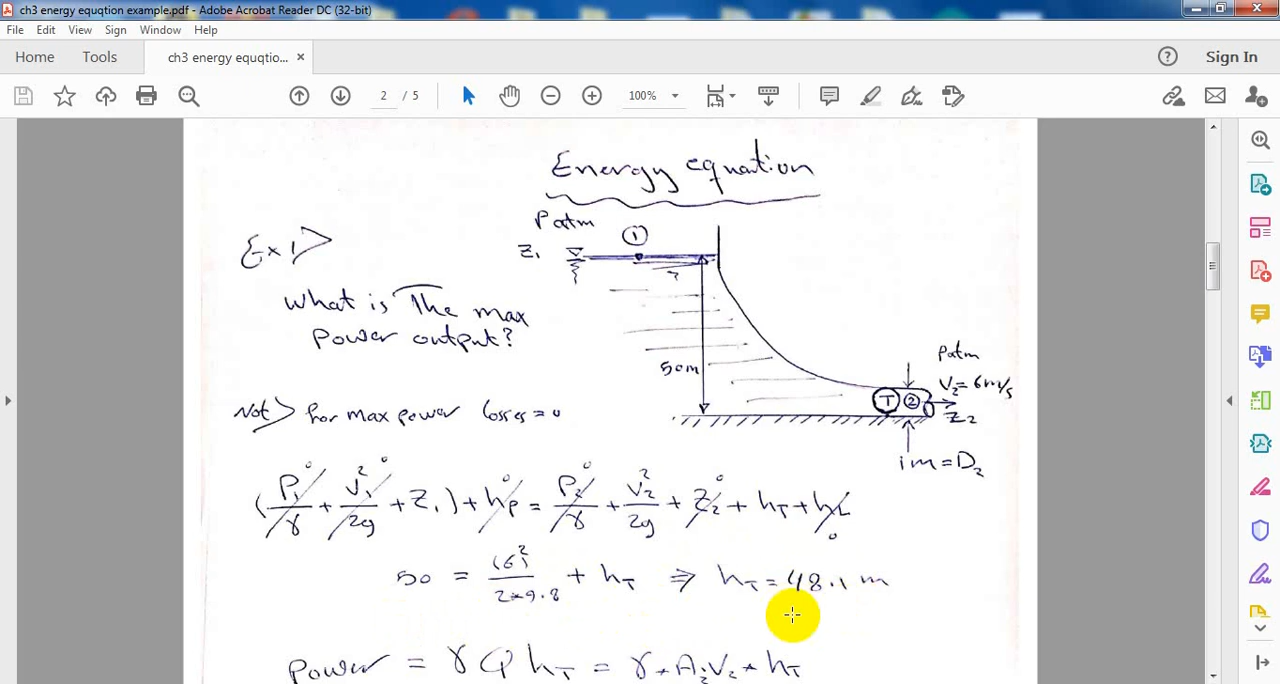 ch3 energy equqtion example.pdf - Adobe Acrobat Reader DC (32-bit)
File Edit View Sign Window Help
Home Tools ch3 energy equqtio... × ? Sign In
2 / 5 100%
Energy equation
Patm
Ex 1>
Z₁ ①
What is The max
Power output?
50m
Patm
V₂=6m/s
T ② Z₂
Not> for max power losses = 0
1m=D₂
(P₁/γ + V₁²/2g + Z₁) + hp = P₂/γ + V₂²/2g + Z₂ + hT + hL
50 = (6)²/2*9.8 + hT ⇒ hT = 48.1 m
Power = γ Q hT = γ * A₂V₂ * hT